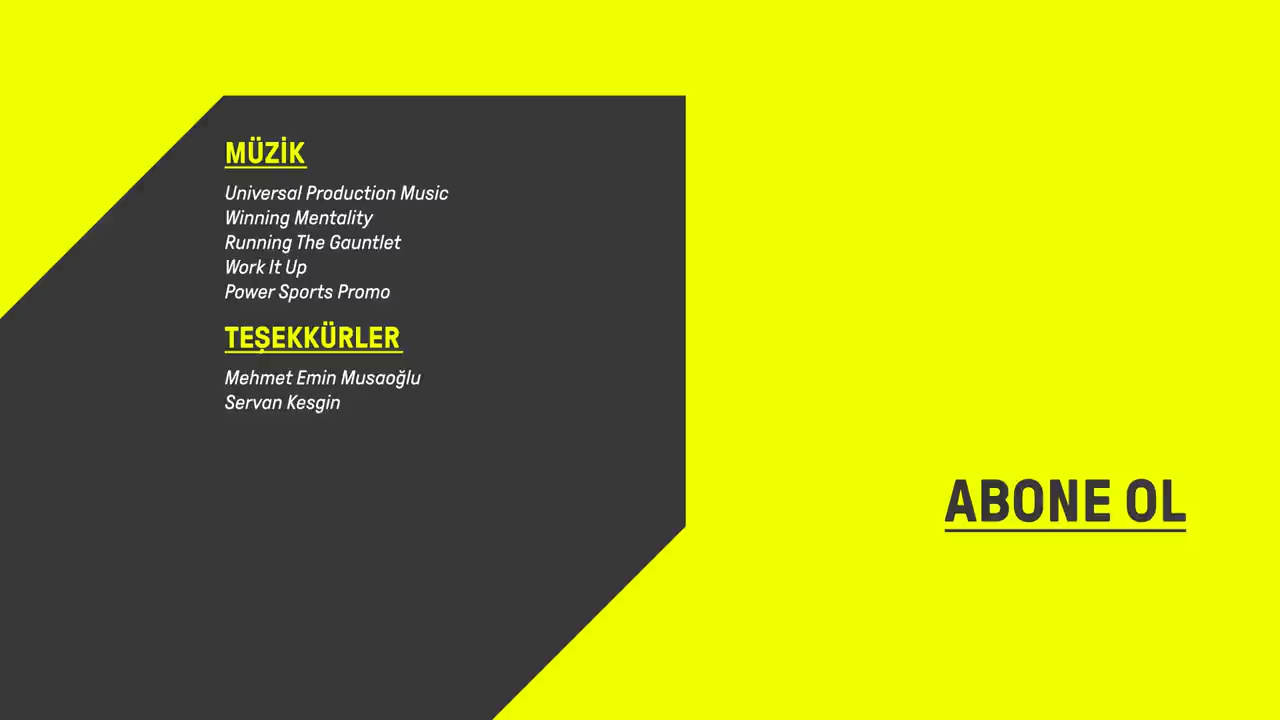 MÜZİK
Universal Production Music
Winning Mentality
Running The Gauntlet
Work It Up
Power Sports Promo
TEŞEKKÜRLER
Mehmet Emin Musaoğlu
Servan Kesgin
ABONE OL